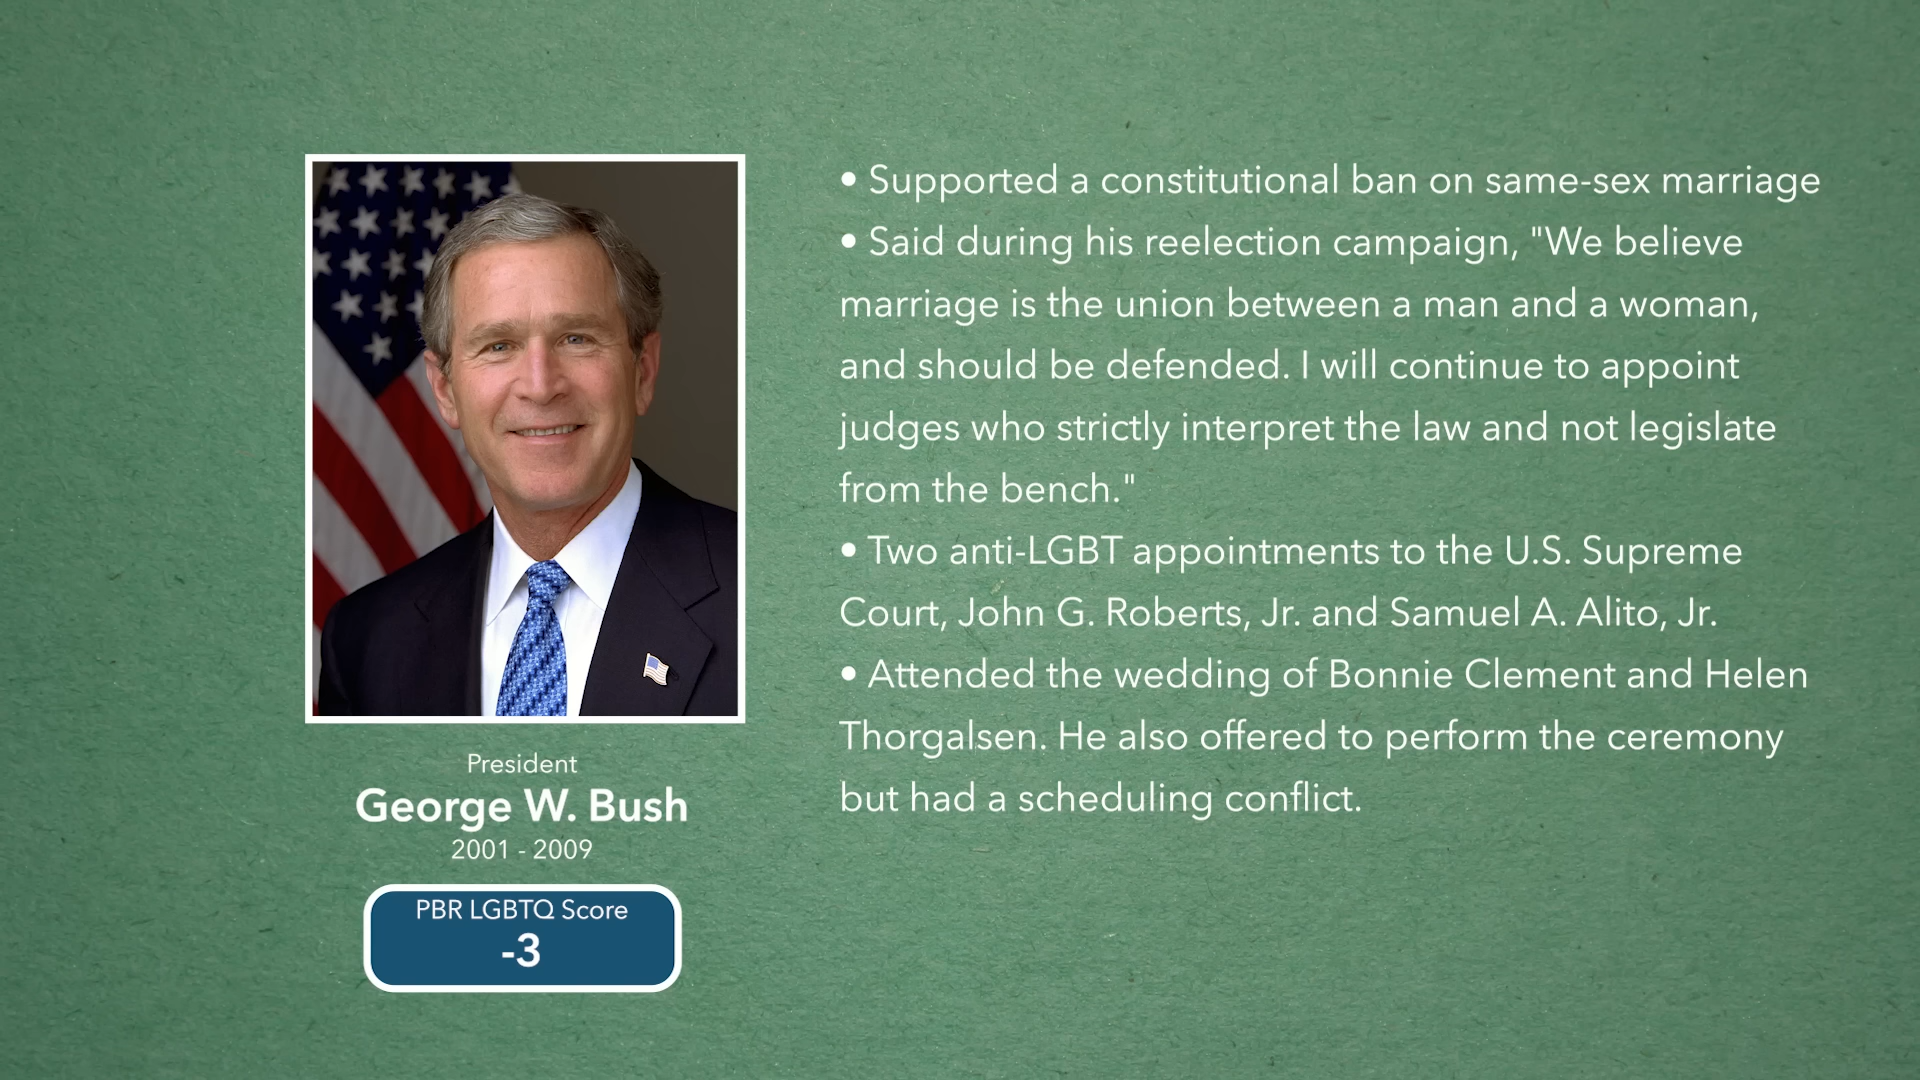 • Supported a constitutional ban on same-sex marriage
• Said during his reelection campaign, "We believe
marriage is the union between a man and a woman,
and should be defended. I will continue to appoint
judges who strictly interpret the law and not legislate
from the bench."
• Two anti-LGBT appointments to the U.S. Supreme
Court, John G. Roberts, Jr. and Samuel A. Alito, Jr.
• Attended the wedding of Bonnie Clement and Helen
Thorgalsen. He also offered to perform the ceremony
but had a scheduling conflict.
President
George W. Bush
2001 - 2009
PBR LGBTQ Score
-3